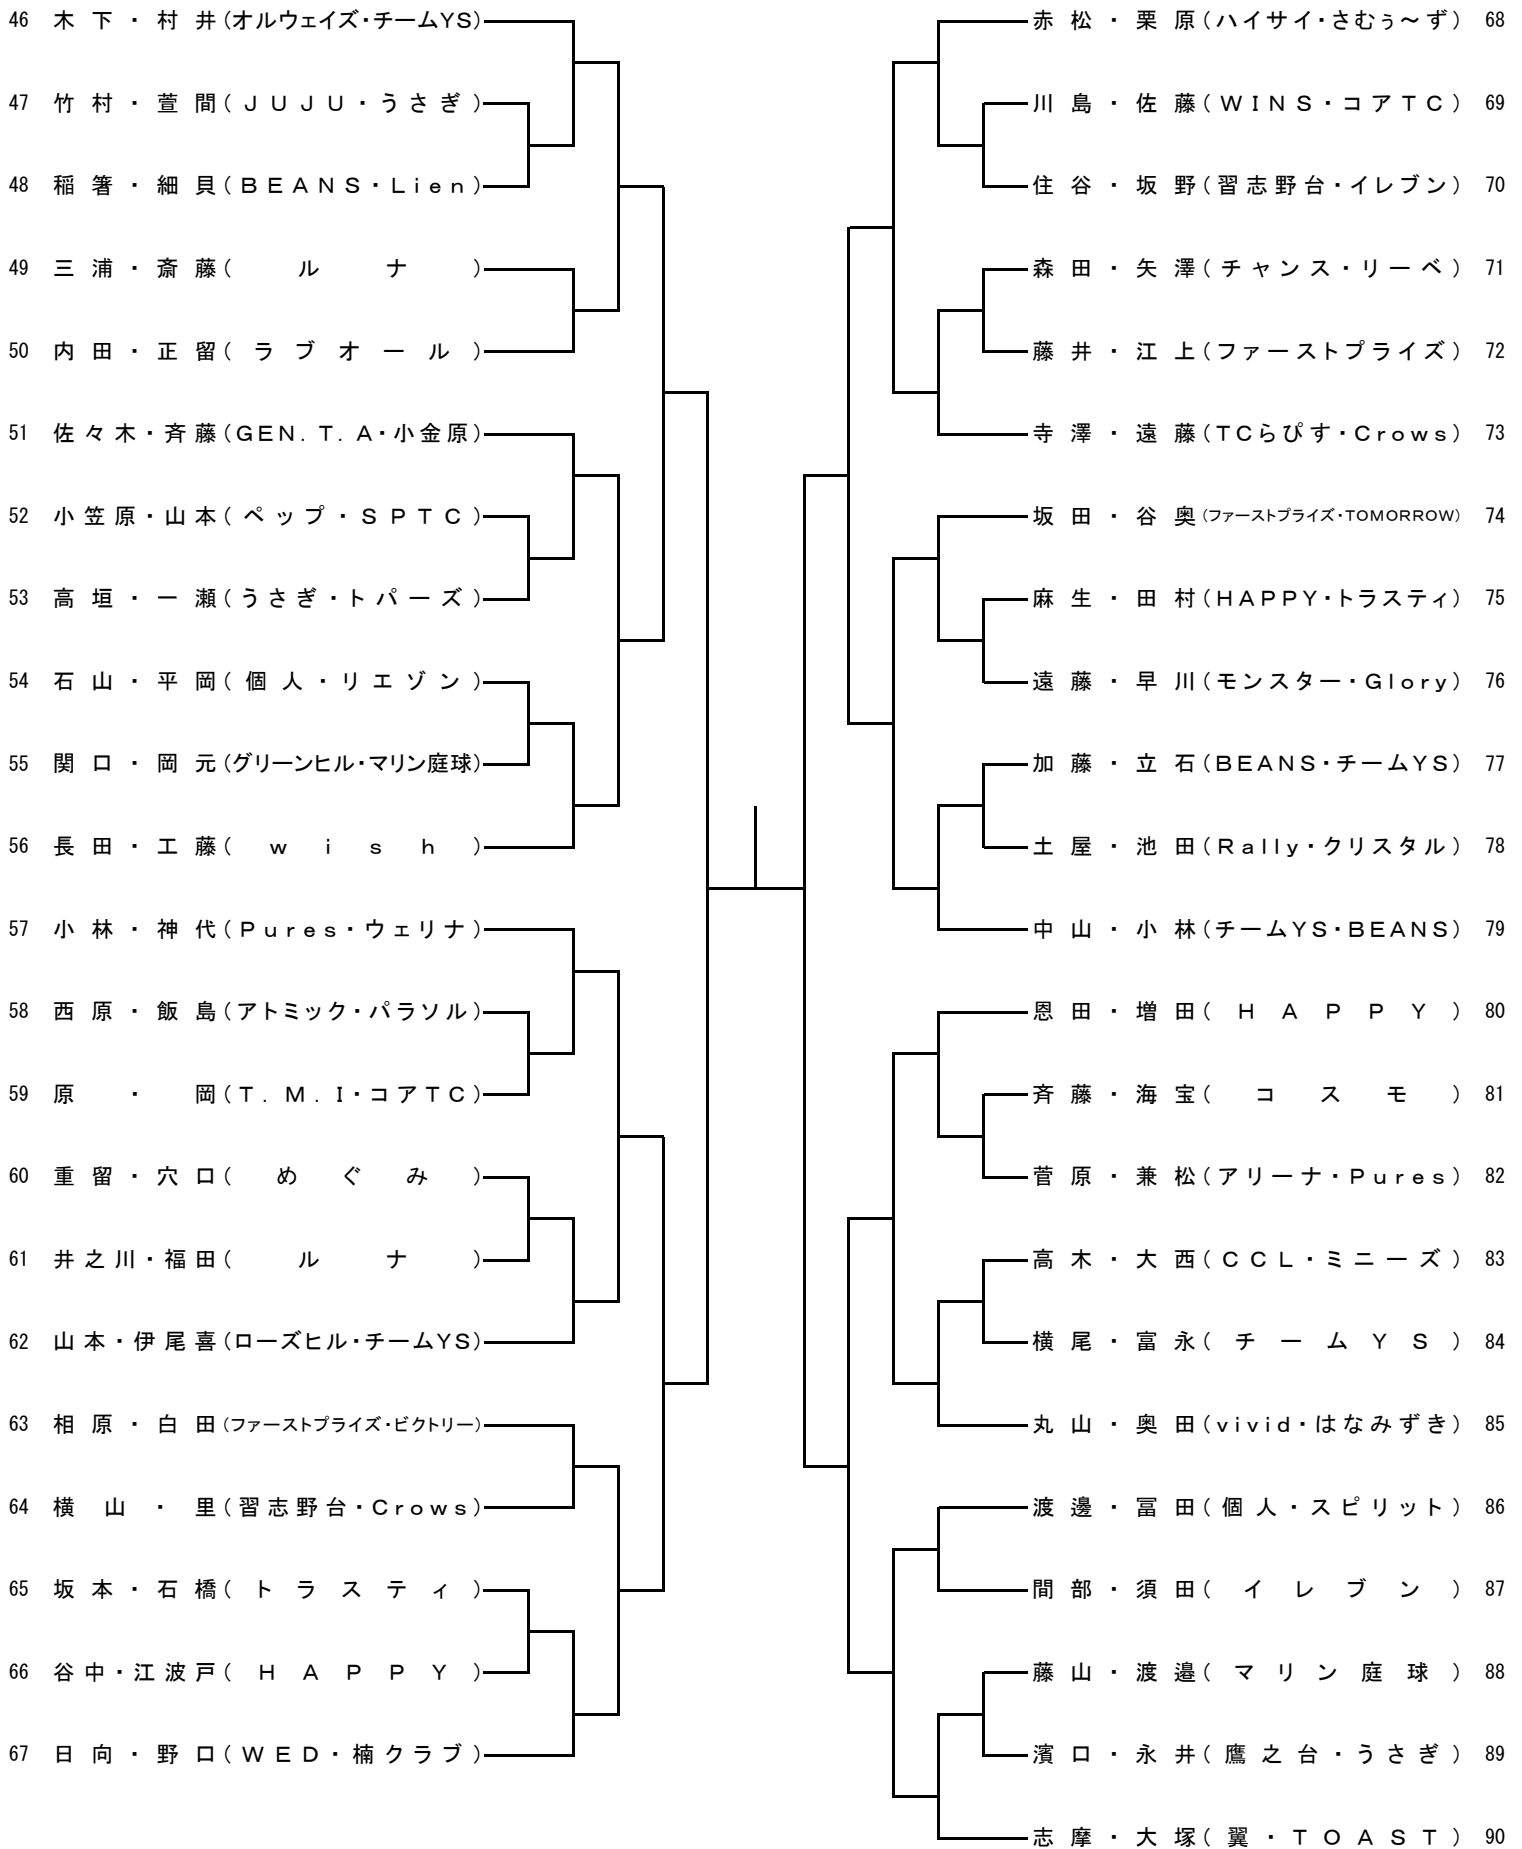 46 木下・村井(オルウェイズ・チームYS)
47 竹村・萱間(JUJU・うさぎ)
48 稲箸・細貝(BEANS・Lien)
49 三浦・斎藤(ルナ)
50 内田・正留(ラブオール)
51 佐々木・斉藤(GEN.T.A・小金原)
52 小笠原・山本(ペップ・SPTC)
53 高垣・一瀬(うさぎ・トパーズ)
54 石山・平岡(個人・リエゾン)
55 関口・岡元(グリーンヒル・マリン庭球)
56 長田・工藤(wish)
57 小林・神代(Pures・ウェリナ)
58 西原・飯島(アトミック・パラソル)
59 原・岡(T.M.I・コアTC)
60 重留・穴口(めぐみ)
61 井之川・福田(ルナ)
62 山本・伊尾喜(ローズヒル・チームYS)
63 相原・白田(ファーストプライズ・ビクトリー)
64 横山・里(習志野台・Crows)
65 坂本・石橋(トラスティ)
66 谷中・江波戸(HAPPY)
67 日向・野口(WED・楠クラブ)
赤松・栗原(ハイサイ・さむぅ～ず) 68
川島・佐藤(WINS・コアTC) 69
住谷・坂野(習志野台・イレブン) 70
森田・矢澤(チャンス・リーベ) 71
藤井・江上(ファーストプライズ) 72
寺澤・遠藤(TCらぴす・Crows) 73
坂田・谷奥(ファーストプライズ・TOMORROW) 74
麻生・田村(HAPPY・トラスティ) 75
遠藤・早川(モンスター・Glory) 76
加藤・立石(BEANS・チームYS) 77
土屋・池田(Rally・クリスタル) 78
中山・小林(チームYS・BEANS) 79
恩田・増田(HAPPY) 80
斉藤・海宝(コスモ) 81
菅原・兼松(アリーナ・Pures) 82
高木・大西(CCL・ミニーズ) 83
横尾・富永(チームYS) 84
丸山・奥田(vivid・はなみずき) 85
渡邊・冨田(個人・スピリット) 86
間部・須田(イレブン) 87
藤山・渡邉(マリン庭球) 88
濱口・永井(鷹之台・うさぎ) 89
志摩・大塚(翼・TOAST) 90